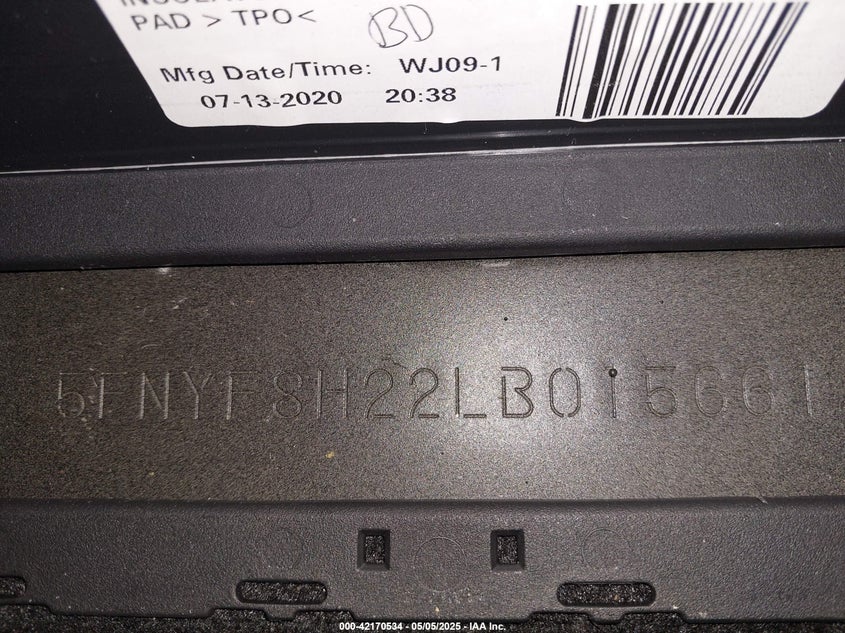 PAD > TPO<
BD
Mfg Date/Time: WJ09-1
07-13-2020 20:38
5FNYF8H22LB015661
000-42170534 - 05/05/2025 - IAA Inc.